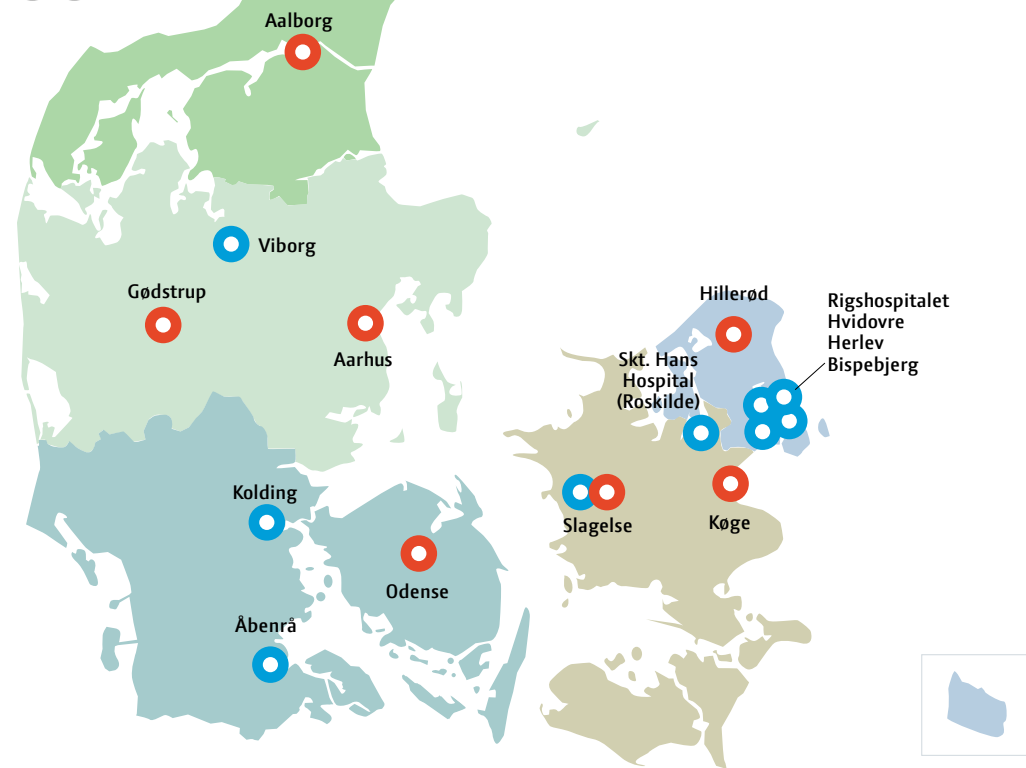 Aalborg
Viborg
Gødstrup
Aarhus
Hillerød
Rigshospitalet
Hvidovre
Herlev
Bispebjerg
Skt. Hans
Hospital
(Roskilde)
Kolding
Slagelse
Køge
Odense
Åbenrå